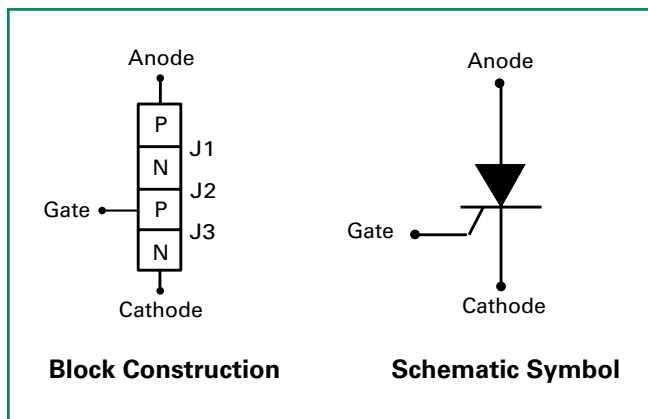 Anode
P
J1
N
J2
Gate
P
J3
N
Cathode
Block Construction
Anode
Gate
Cathode
Schematic Symbol